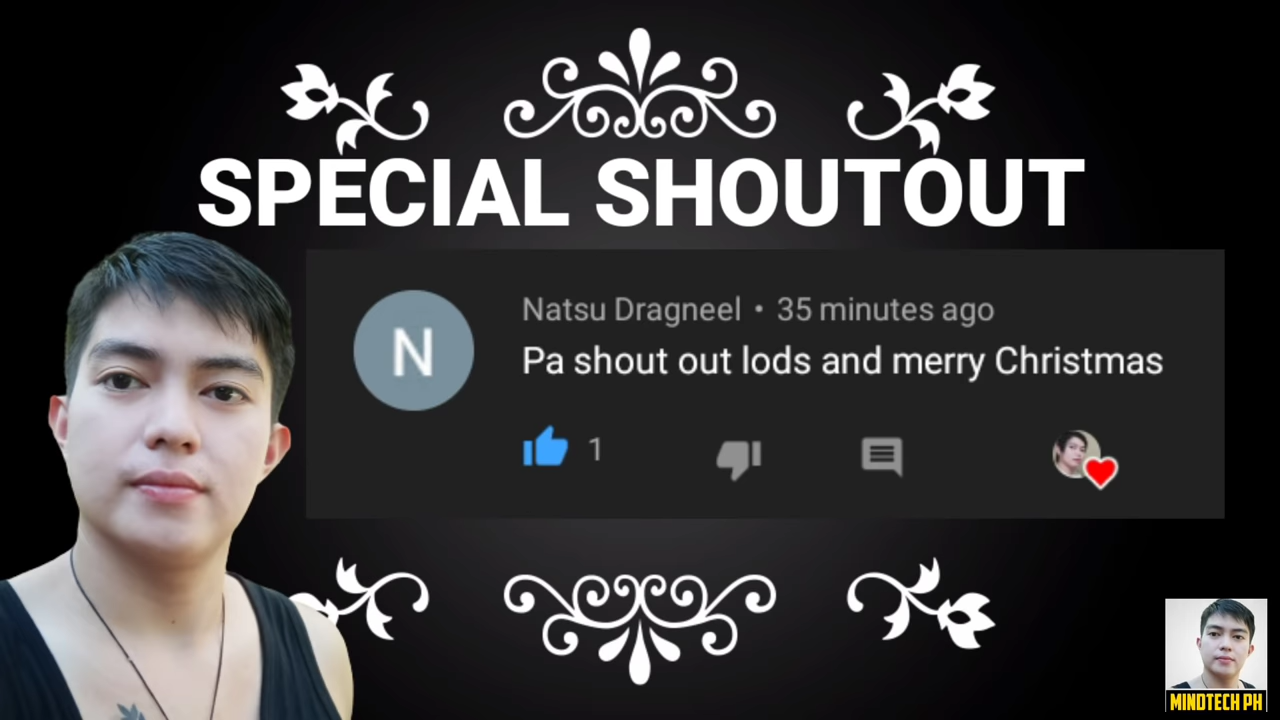 SPECIAL SHOUTOUT
N
Natsu Dragneel • 35 minutes ago
Pa shout out lods and merry Christmas
1
MINDTECH PH